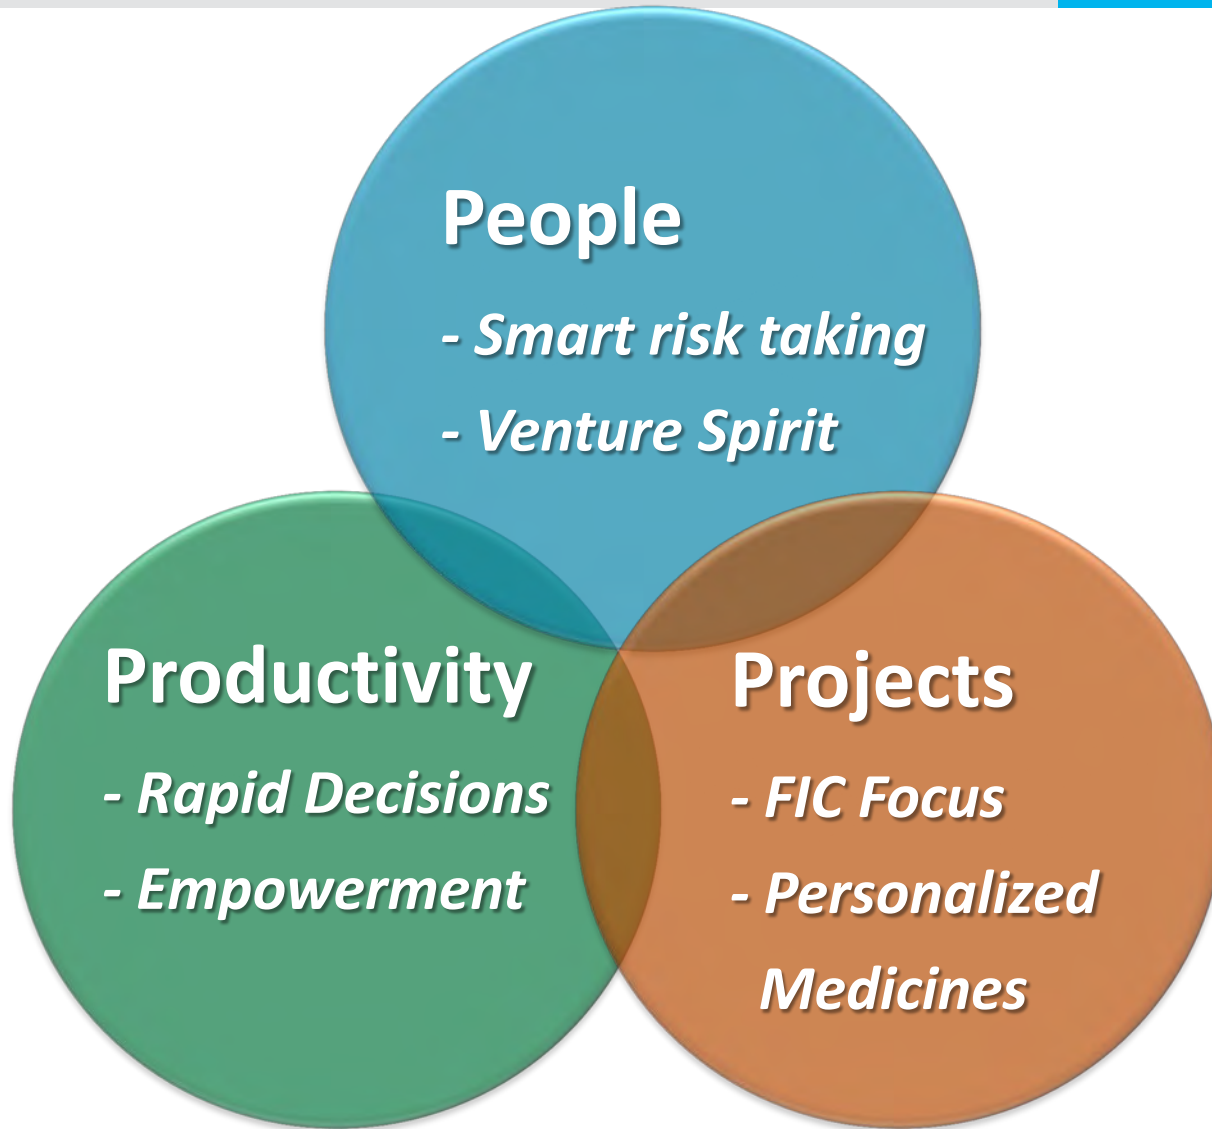 People
- Smart risk taking
- Venture Spirit
Productivity
- Rapid Decisions
- Empowerment
Projects
- FIC Focus
- Personalized
Medicines